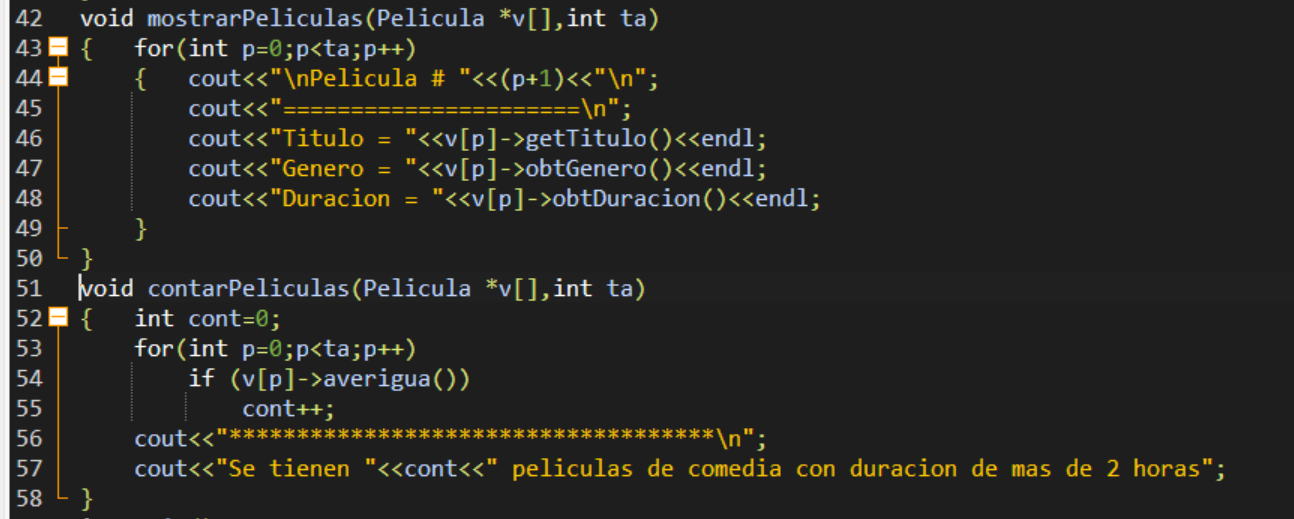 42 void mostrarPeliculas(Pelicula *v[],int ta)
43 { for(int p=0;p<ta;p++)
44 { cout<<"\nPelicula # "<<(p+1)<<"\n";
45 cout<<"======================\n";
46 cout<<"Titulo = "<<v[p]->getTitulo()<<endl;
47 cout<<"Genero = "<<v[p]->obtGenero()<<endl;
48 cout<<"Duracion = "<<v[p]->obtDuracion()<<endl;
49 }
50 }
51 void contarPeliculas(Pelicula *v[],int ta)
52 { int cont=0;
53 for(int p=0;p<ta;p++)
54 if (v[p]->averigua())
55 cont++;
56 cout<<"************************************\n";
57 cout<<"Se tienen "<<cont<<" peliculas de comedia con duracion de mas de 2 horas";
58 }